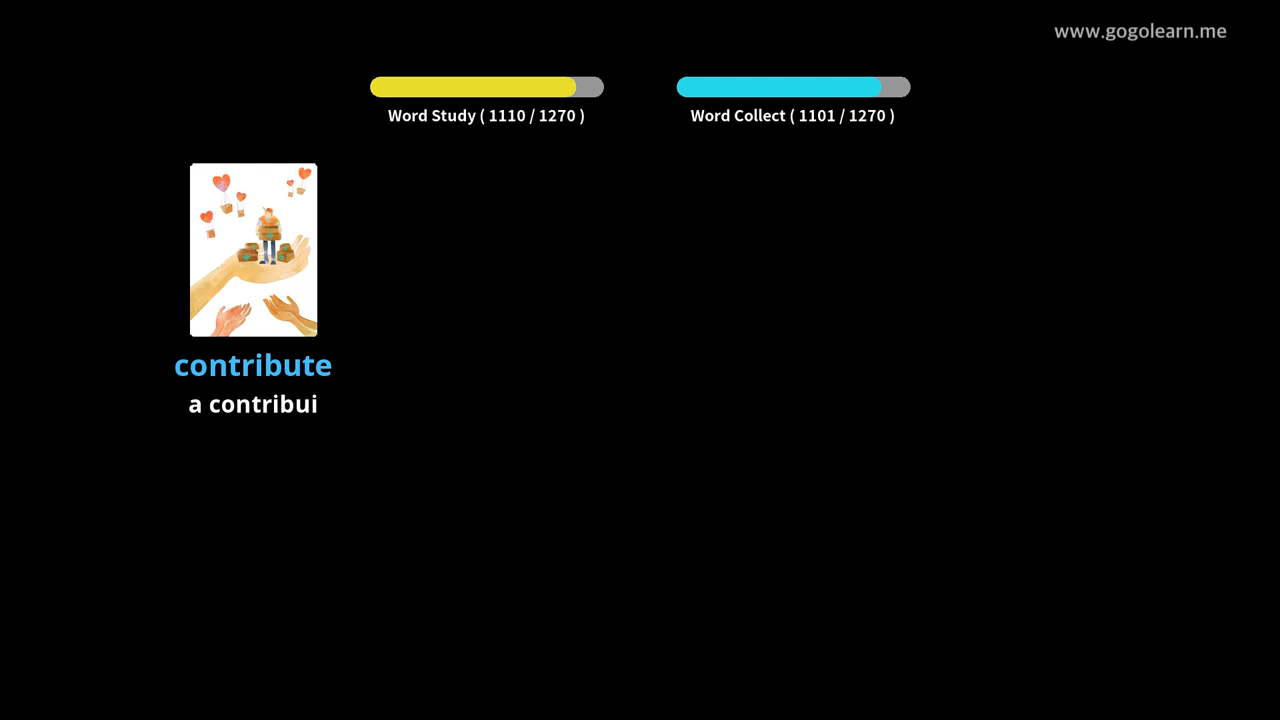 www.gogolearn.me
Word Study ( 1110 / 1270 )
Word Collect ( 1101 / 1270 )
contribute
a contribui